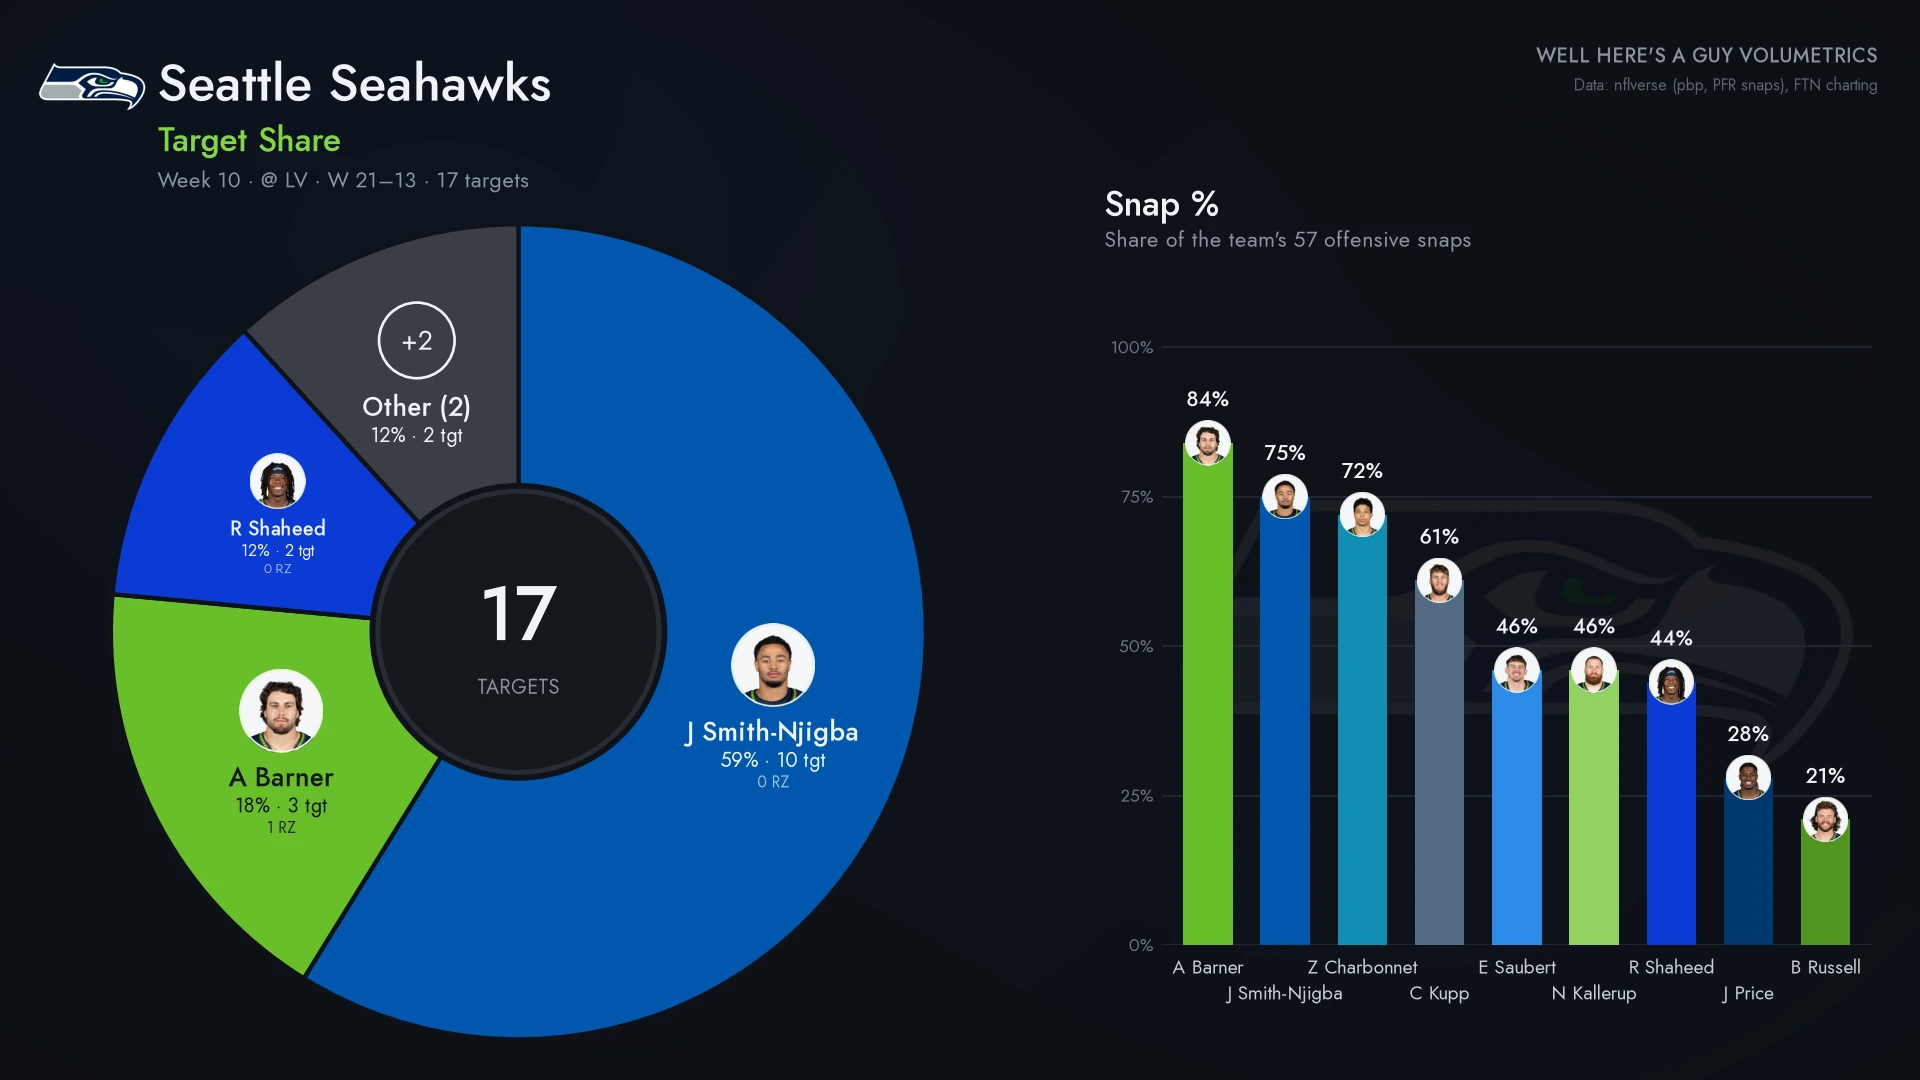 Seattle Seahawks
Target Share
Week 10 · @ LV · W 21–13 · 17 targets
WELL HERE'S A GUY VOLUMETRICS
Data: nflverse (pbp, PFR snaps), FTN charting
+2
Other (2)
12% · 2 tgt
R Shaheed
12% · 2 tgt
0 RZ
17
TARGETS
A Barner
18% · 3 tgt
1 RZ
J Smith-Njigba
59% · 10 tgt
0 RZ
Snap %
Share of the team's 57 offensive snaps
100%
75%
50%
25%
0%
84%
75%
72%
61%
46%
46%
44%
28%
21%
A Barner
J Smith-Njigba
Z Charbonnet
C Kupp
E Saubert
N Kallerup
R Shaheed
J Price
B Russell